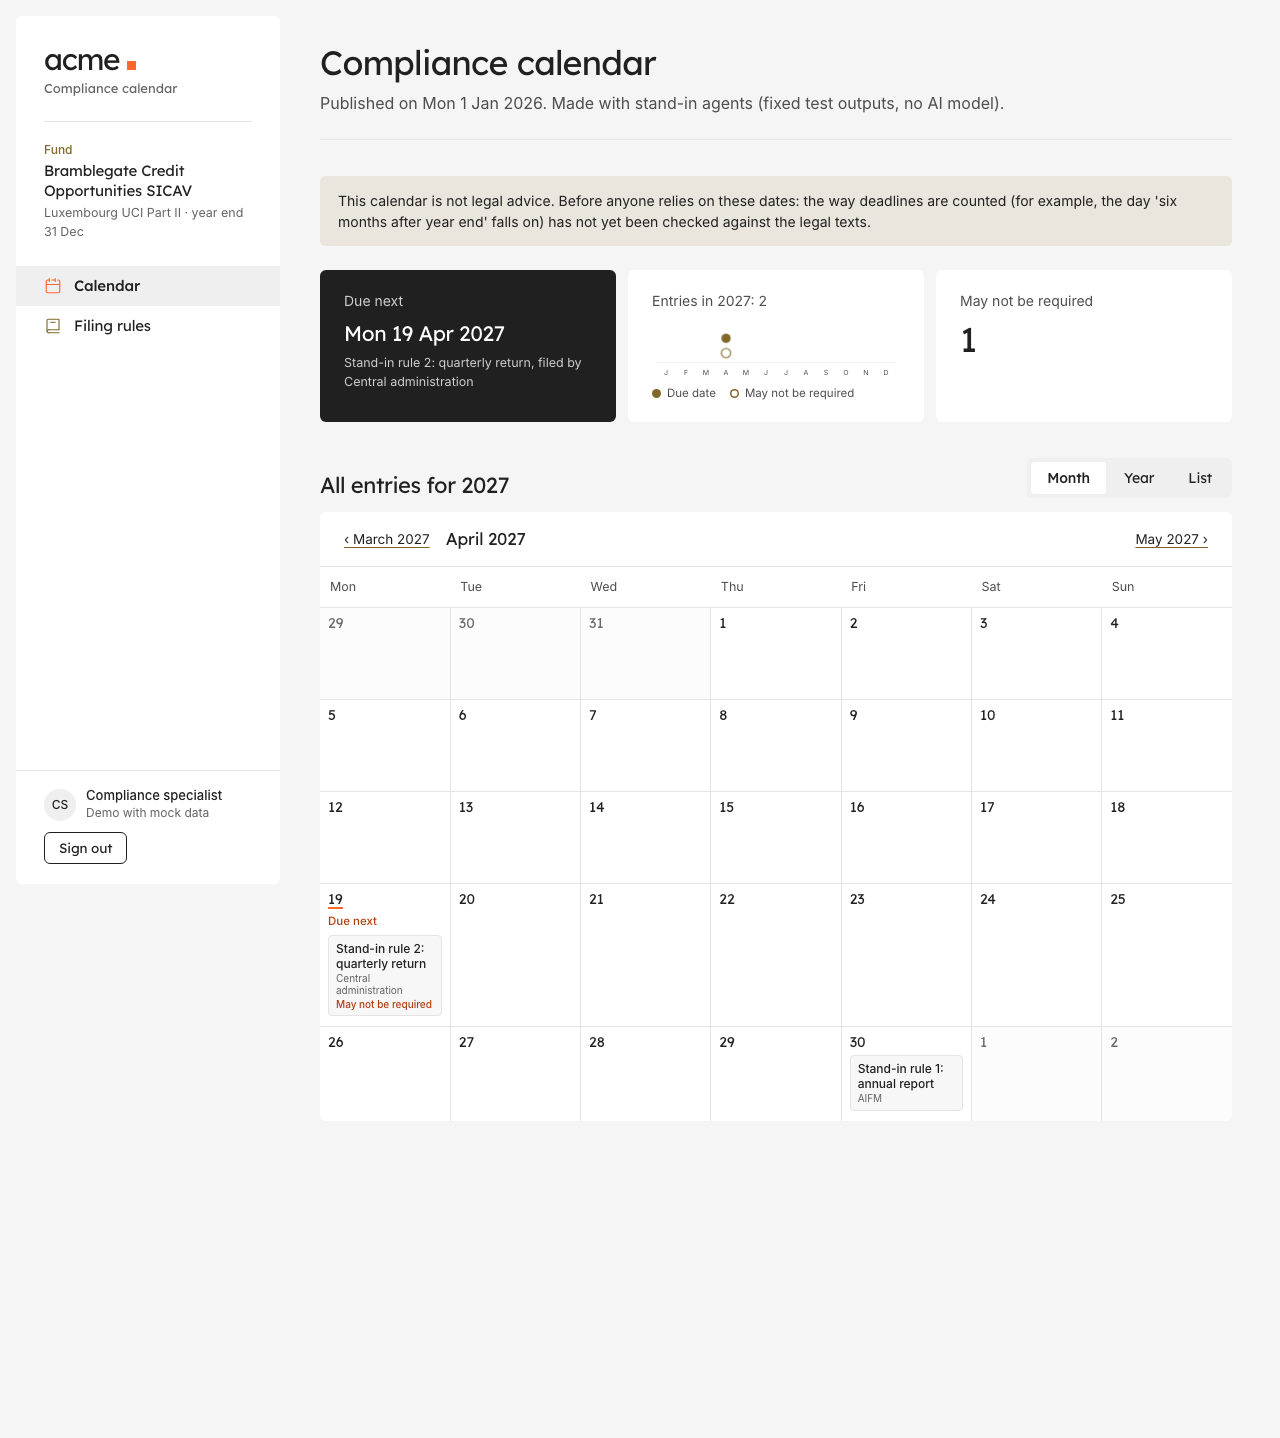 acme
Compliance calendar
Fund
Bramblegate Credit
Opportunities SICAV
Luxembourg UCI Part II · year end
31 Dec
Calendar
Filing rules
CS
Compliance specialist
Demo with mock data
Sign out
Compliance calendar
Published on Mon 1 Jan 2026. Made with stand-in agents (fixed test outputs, no AI model).
This calendar is not legal advice. Before anyone relies on these dates: the way deadlines are counted (for example, the day 'six
months after year end' falls on) has not yet been checked against the legal texts.
Due next
Mon 19 Apr 2027
Stand-in rule 2: quarterly return, filed by
Central administration
Entries in 2027: 2
J F M A M J J A S O N D
Due date May not be required
May not be required
1
All entries for 2027
Month Year List
‹ March 2027 April 2027 May 2027 ›
Mon Tue Wed Thu Fri Sat Sun
29 30 31 1 2 3 4
5 6 7 8 9 10 11
12 13 14 15 16 17 18
19 20 21 22 23 24 25
Due next
Stand-in rule 2:
quarterly return
Central
administration
May not be required
26 27 28 29 30 1 2
Stand-in rule 1:
annual report
AIFM